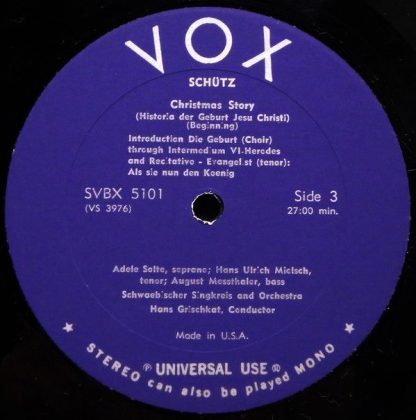 VOX
SCHÜTZ
Christmas Story
(Historia der Geburt Jesu Christi)
(Beginning)
Introduction Die Geburt (Choir)
through Intermedium VI-Herodes
and Recitative - Evangelist (tenor):
Als sie nun den Koenig
SVBX 5101
(VS 3976)
Side 3
27:00 min.
Adele Sotte, soprano; Hans Ulrich Mielsch,
tenor; August Messthaler, bass
Schwaebischer Singkreis and Orchestra
Hans Grischkat, Conductor
Made in U.S.A.
℗ UNIVERSAL USE ®
★ STEREO can also be played MONO ★